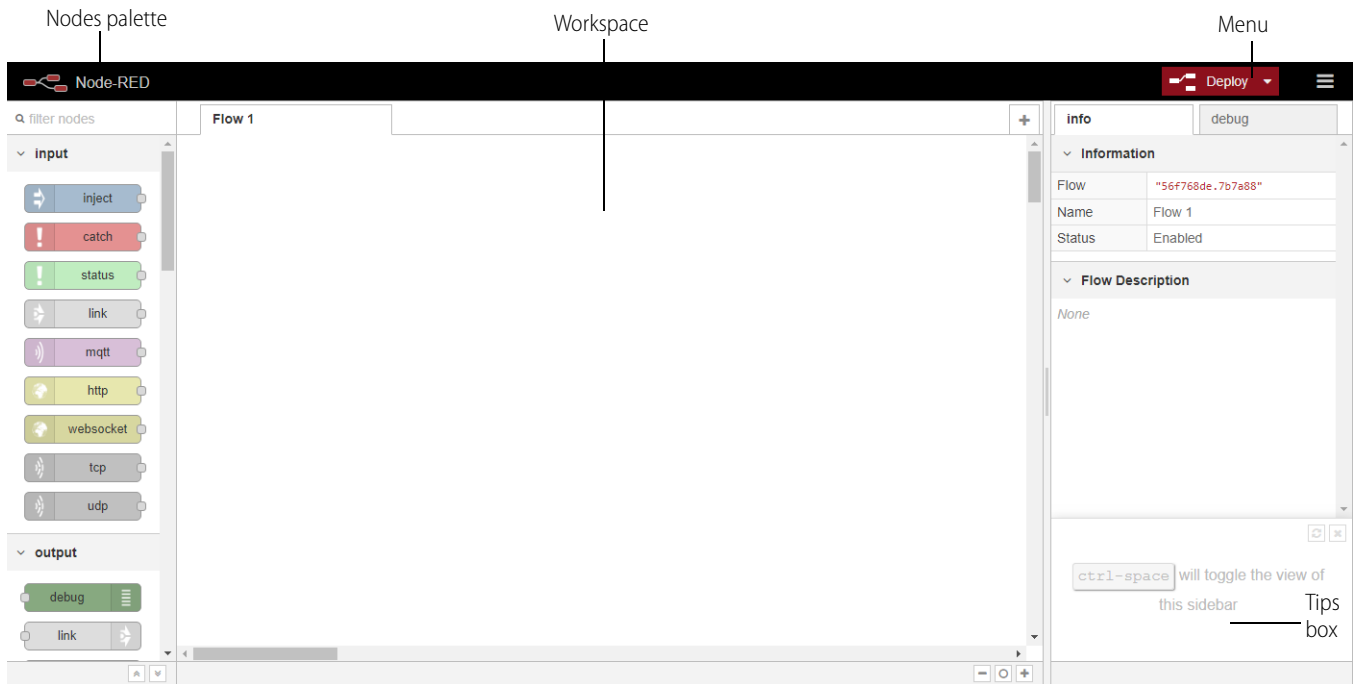 Nodes palette
Workspace
Menu
Node-RED
Deploy
filter nodes
Flow 1
info
debug
input
Information
inject
Flow
"56f768de.7b7a88"
Name
Flow 1
catch
Status
Enabled
status
Flow Description
link
None
mqtt
http
websocket
tcp
udp
output
ctrl-space will toggle the view of
this sidebar
debug
link
Tips
box